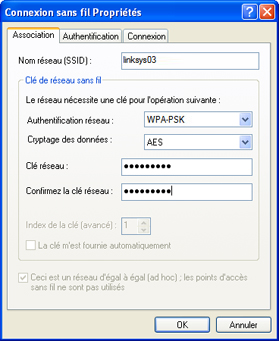 Connexion sans fil Propriétés
Association Authentification Connexion
Nom réseau (SSID) : linksys03
Clé de réseau sans fil
Le réseau nécessite une clé pour l'opération suivante :
Authentification réseau : WPA-PSK
Cryptage des données : AES
Clé réseau : •••••••••
Confirmez la clé réseau : •••••••••
Index de la clé (avancé) : 1
La clé m'est fournie automatiquement
Ceci est un réseau d'égal à égal (ad hoc) ; les points d'accès
sans fil ne sont pas utilisés
OK Annuler